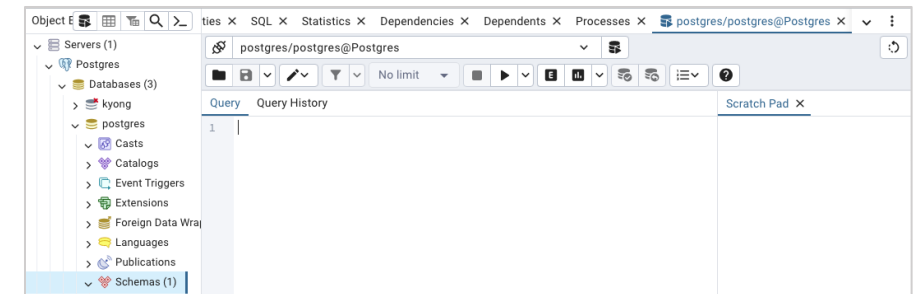 Object E ties SQL Statistics Dependencies Dependents Processes postgres/postgres@Postgres
Servers (1)
postgres/postgres@Postgres
Postgres
No limit
Databases (3)
kyong
Query Query History Scratch Pad
postgres
1
Casts
Catalogs
Event Triggers
Extensions
Foreign Data Wra
Languages
Publications
Schemas (1)